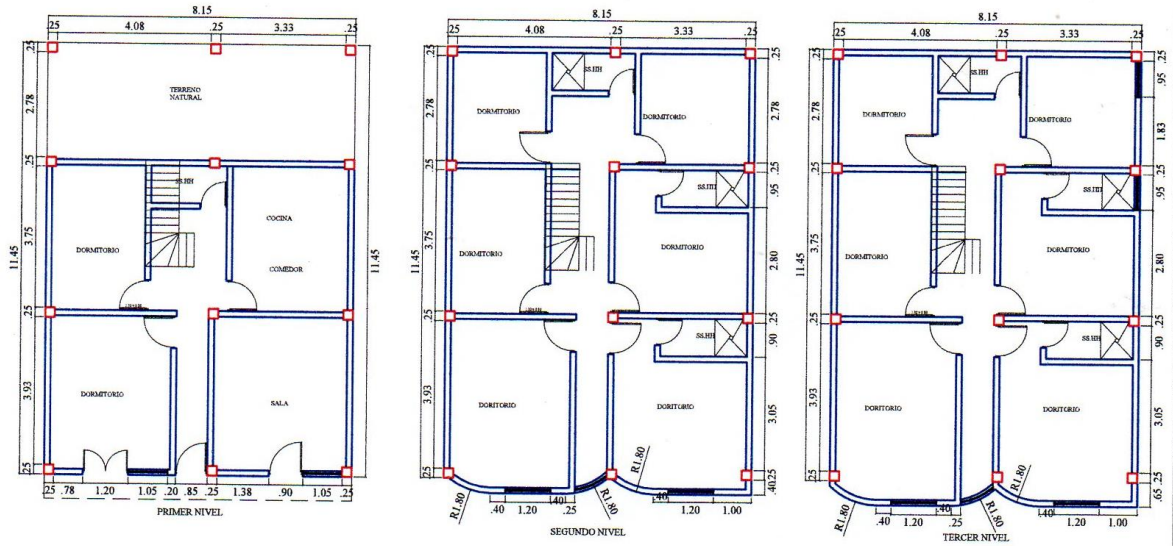 PRIMER NIVEL
8.15
.25 4.08 .25 3.33 .25
.25
2.78
.25
3.75
.25
3.93
.25
11.45
11.45
TERRENO
NATURAL
SS.HH
COCINA
DORMITORIO
COMEDOR
DORMITORIO
SALA
.25 .78 1.20 1.05 .20 .85 .25 1.38 .90 1.05 .25
SEGUNDO NIVEL
8.15
.25 4.08 .25 3.33 .25
.25
2.78
.25
3.75
.25
3.93
.25
11.45
.25
2.78
.25
.95
2.80
.25
.90
3.05
.25
.40
SS.HH
DORMITORIO
DORMITORIO
SS.HH
DORMITORIO
DORMITORIO
SS.HH
DORITORIO
DORITORIO
R1.80
R1.80
R1.80
.40 1.20 .40 .25 .40 1.20 1.00
TERCER NIVEL
8.15
.25 4.08 .25 3.33 .25
.25
2.78
.25
3.75
.25
3.93
.25
11.45
.25
.95
1.83
.25
.95
2.80
.25
.90
3.05
.25
.65
SS.HH
DORMITORIO
DORMITORIO
SS.HH
DORMITORIO
DORMITORIO
SS.HH
DORITORIO
DORITORIO
R1.80
R1.80
R1.80
.40 1.20 .40 .25 .40 1.20 1.00